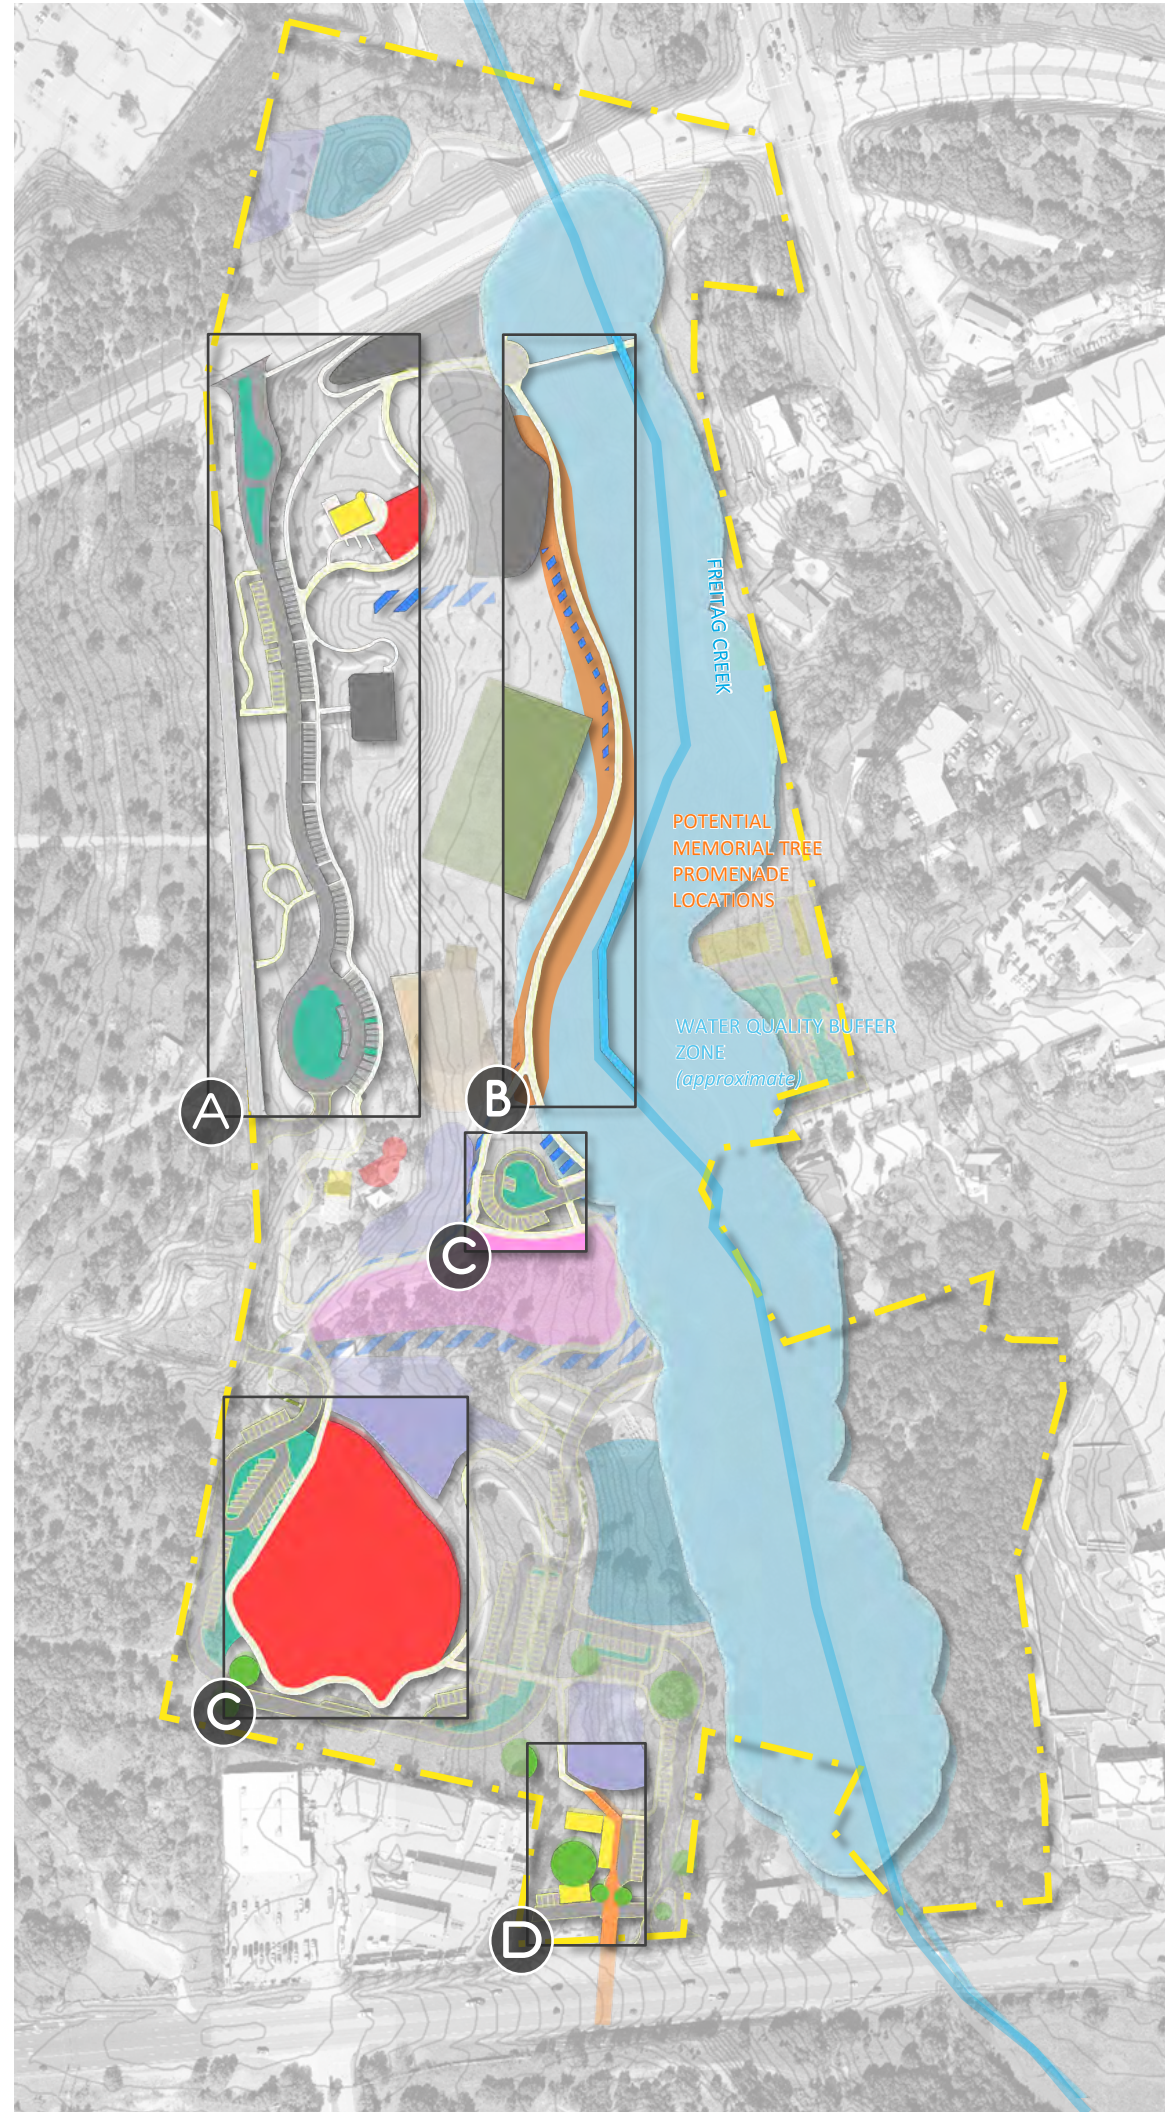 FREITAG CREEK
POTENTIAL
MEMORIAL TREE
PROMENADE
LOCATIONS
WATER QUALITY BUFFER
ZONE
(approximate)
A
B
C
C
D